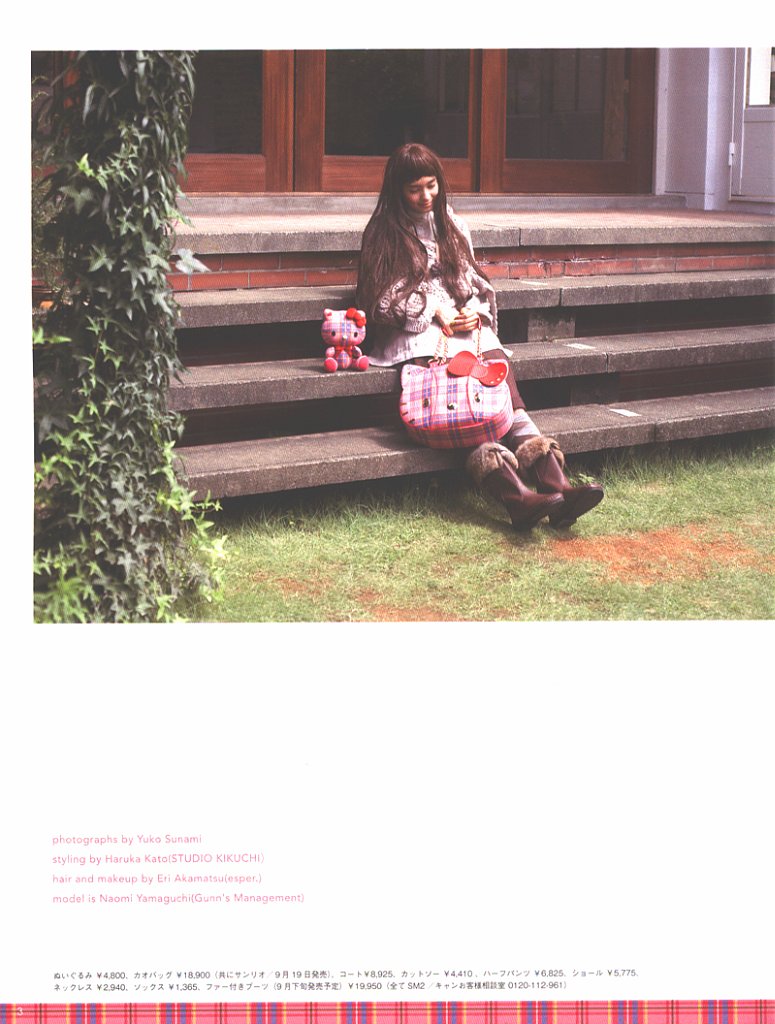 photographs by Yuko Sunami
styling by Haruka Kato(STUDIO KIKUCHI)
hair and makeup by Eri Akamatsu(esper.)
model is Naomi Yamaguchi(Gunn's Management)
ぬいぐるみ ￥4,800、カオバッグ ￥18,900（共にサンリオ／9月19日発売）、コート￥8,925、カットソー ￥4,410、ハーフパンツ ￥6,825、ショール ￥5,775、
ネックレス ￥2,940、ソックス ￥1,365、ファー付きブーツ（9月下旬発売予定）￥19,950（全て SM2 ／キャンお客様相談室 0120-112-961）
3